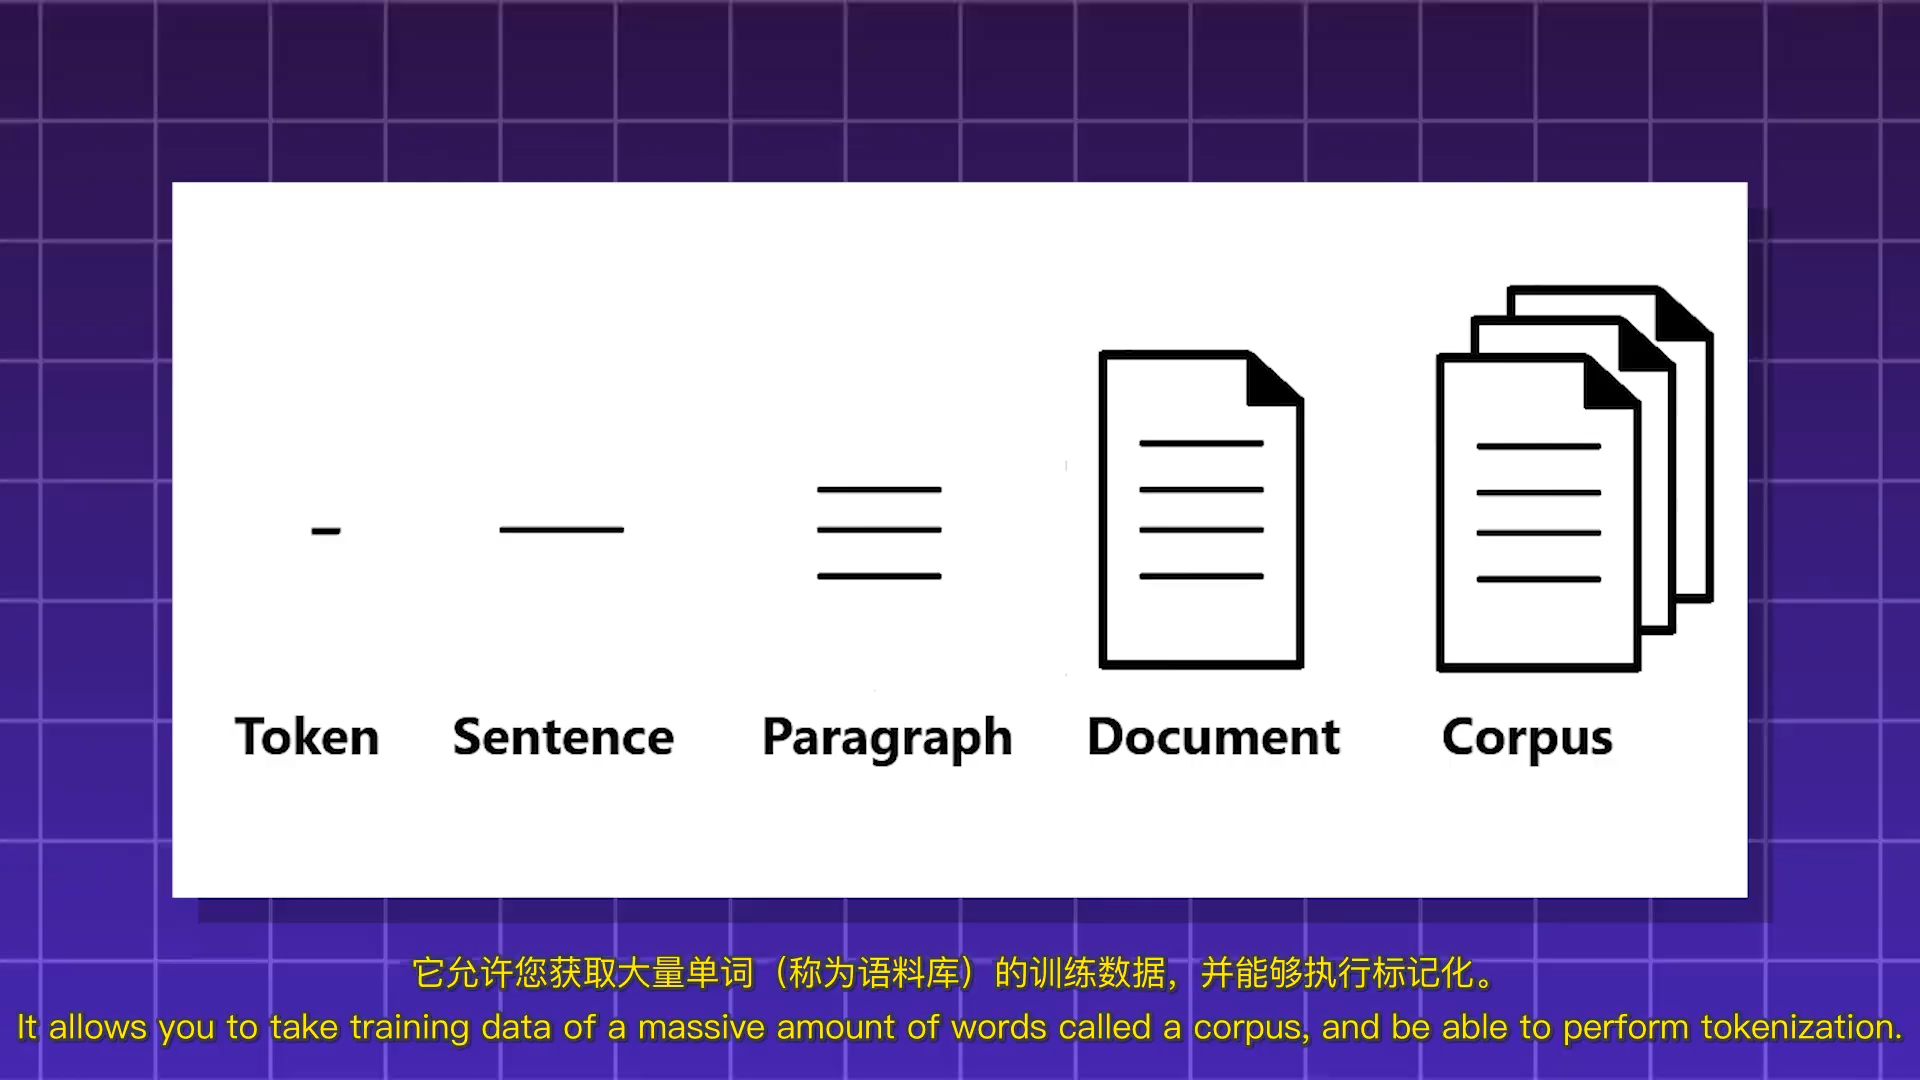 Token Sentence Paragraph Document Corpus
它允许您获取大量单词（称为语料库）的训练数据，并能够执行标记化。
It allows you to take training data of a massive amount of words called a corpus, and be able to perform tokenization.